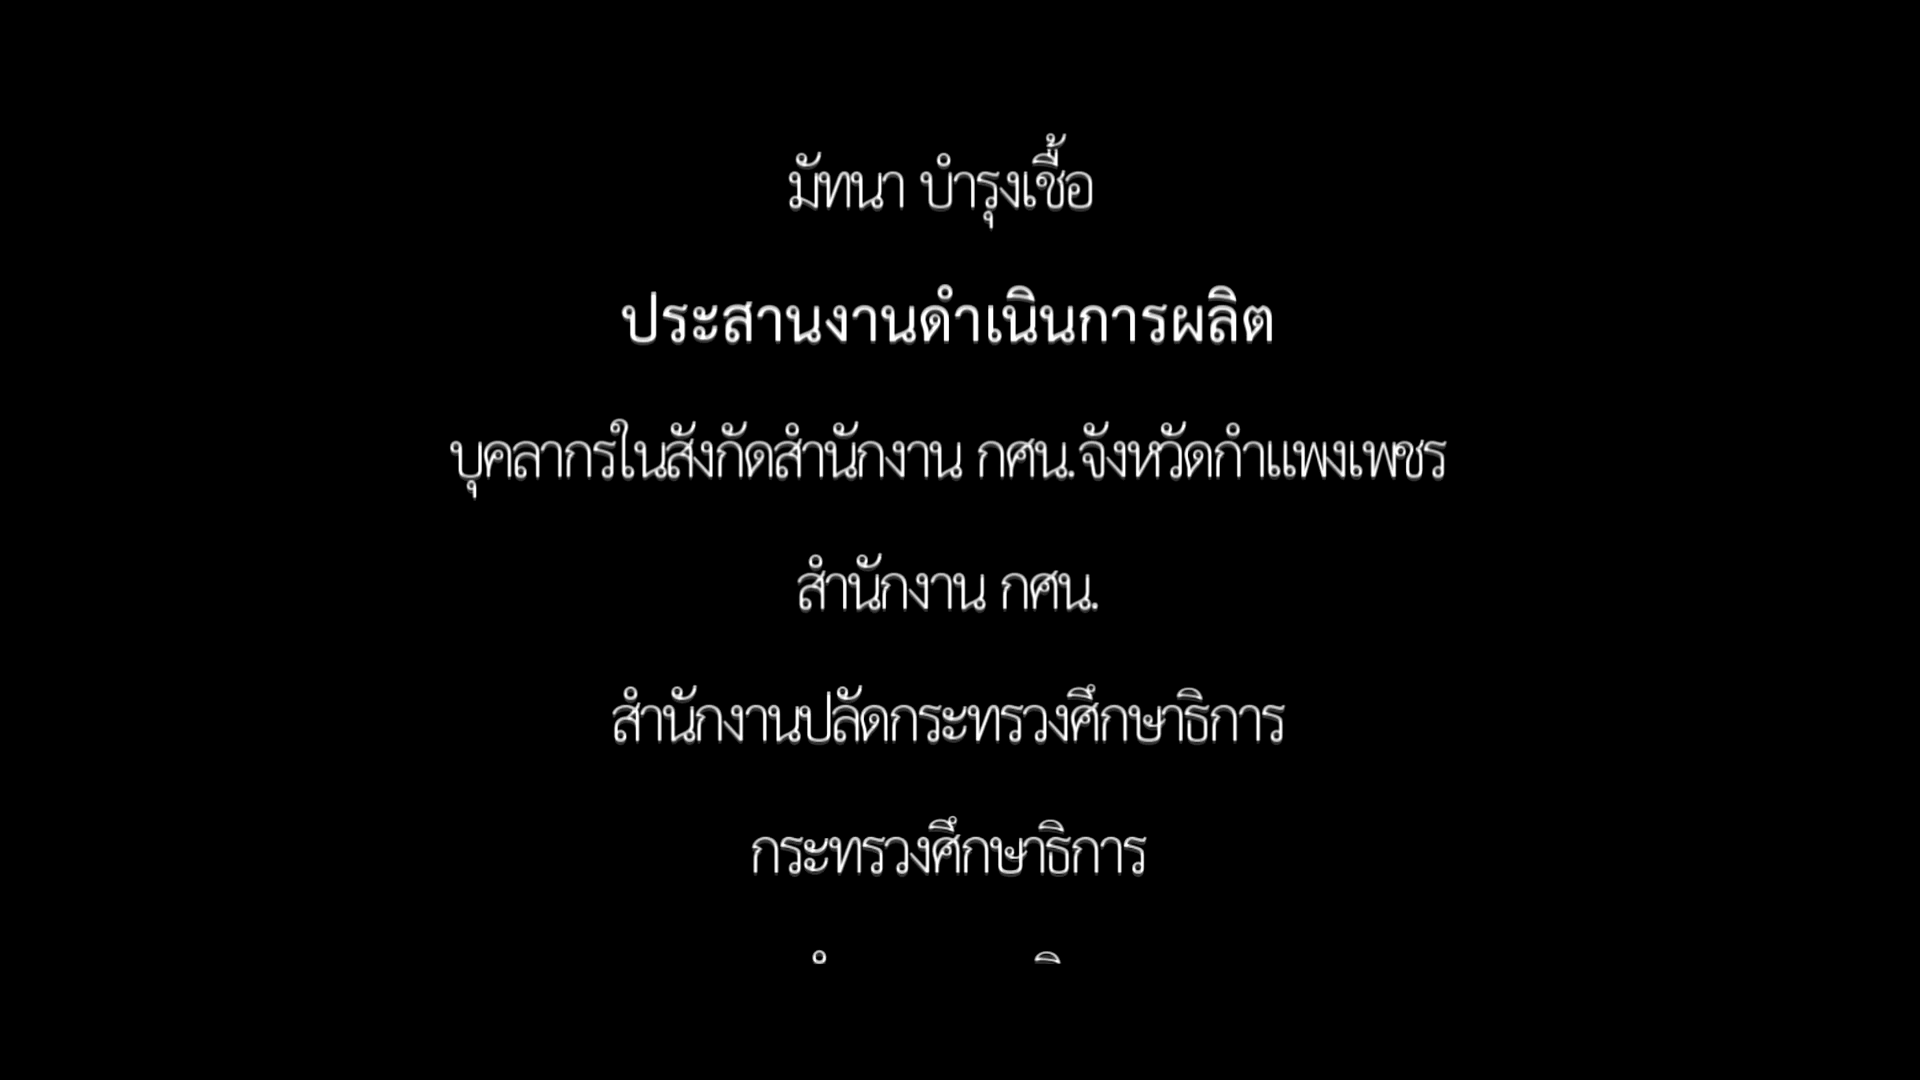 มัทนา บำรุงเชื้อ
ประสานงานดำเนินการผลิต
บุคลากรในสังกัดสำนักงาน กศน.จังหวัดกำแพงเพชร
สำนักงาน กศน.
สำนักงานปลัดกระทรวงศึกษาธิการ
กระทรวงศึกษาธิการ